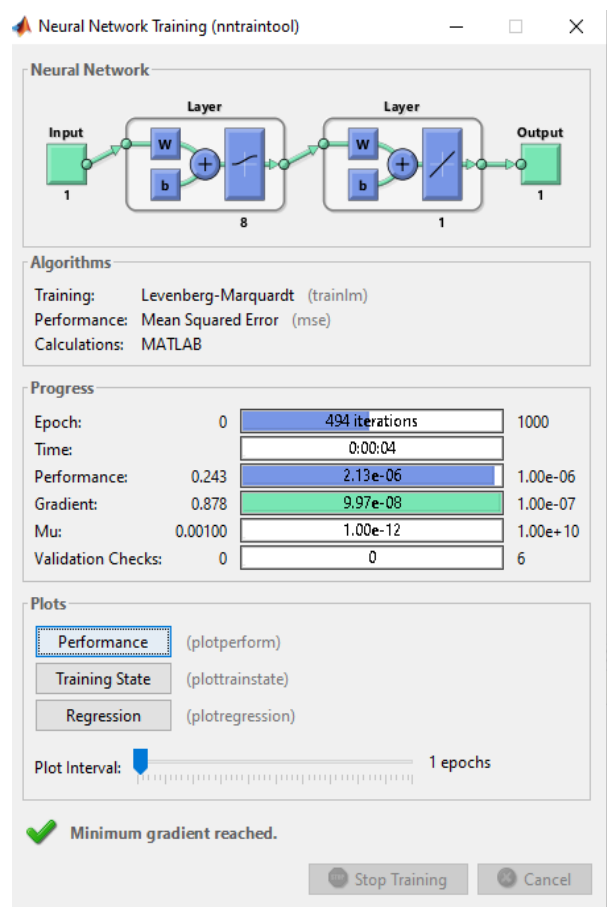 Neural Network Training (nntraintool)
Neural Network
Layer Layer
Input Output
W W
b b
1 8 1 1
Algorithms
Training: Levenberg-Marquardt (trainlm)
Performance: Mean Squared Error (mse)
Calculations: MATLAB
Progress
Epoch: 0 494 iterations 1000
Time: 0:00:04
Performance: 0.243 2.13e-06 1.00e-06
Gradient: 0.878 9.97e-08 1.00e-07
Mu: 0.00100 1.00e-12 1.00e+10
Validation Checks: 0 0 6
Plots
Performance (plotperform)
Training State (plottrainstate)
Regression (plotregression)
Plot Interval: 1 epochs
Minimum gradient reached.
Stop Training Cancel